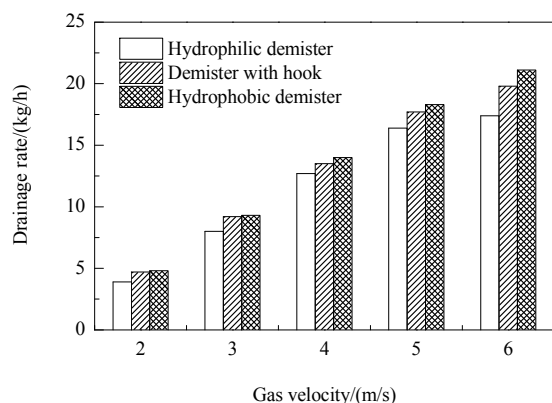 25
20
15
10
5
0
Drainage rate/(kg/h)
Hydrophilic demister
Demister with hook
Hydrophobic demister
2 3 4 5 6
Gas velocity/(m/s)